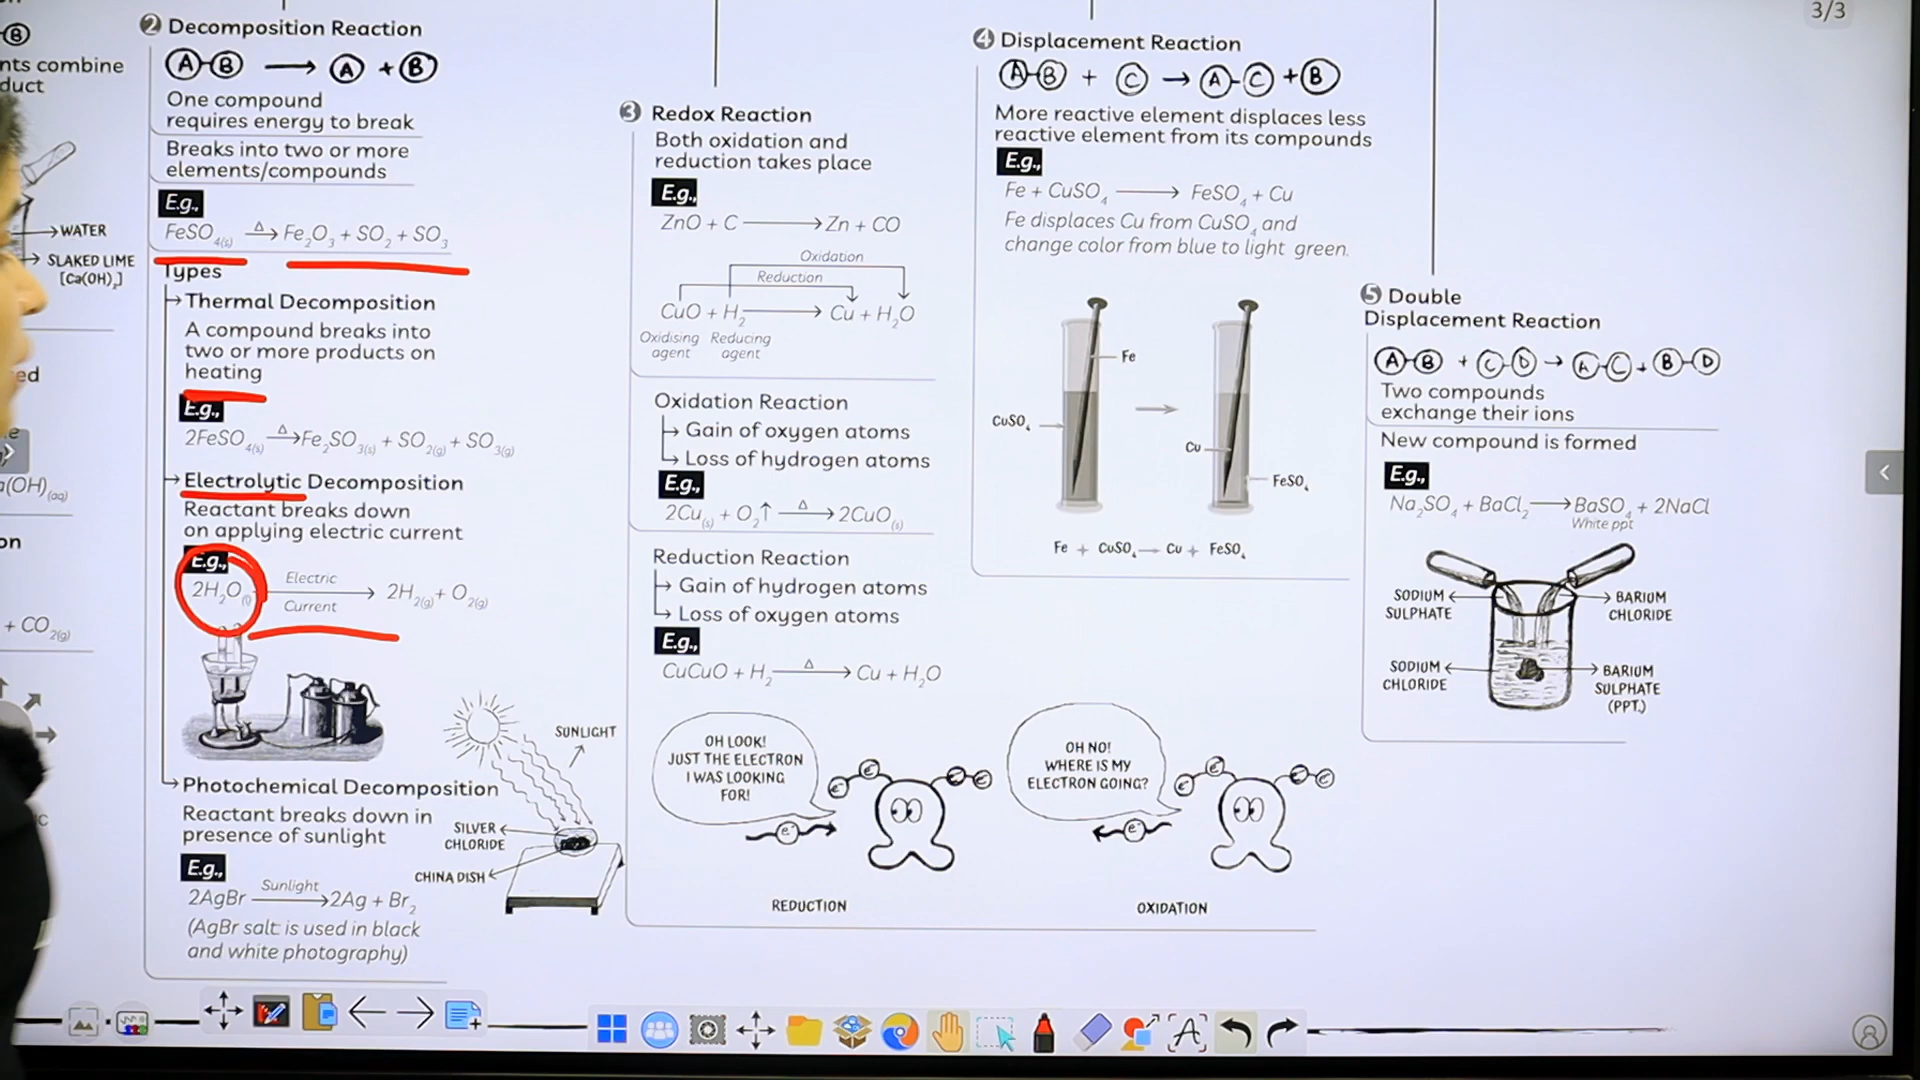 3/3
B
nts combine
duct
→WATER
→ SLAKED LIME
[Ca(OH)₂]
ed
a(OH)(aq)
on
+ CO₂(g)
2 Decomposition Reaction
A-B → A + B
One compound
requires energy to break
Breaks into two or more
elements/compounds
E.g.,
FeSO₄(s) —Δ→ Fe₂O₃ + SO₂ + SO₃
Types
Thermal Decomposition
A compound breaks into
two or more products on
heating
E.g.,
2FeSO₄(s) —Δ→ Fe₂SO₃(s) + SO₂(g) + SO₃(g)
Electrolytic Decomposition
Reactant breaks down
on applying electric current
E.g.,
2H₂O(l) —Electric Current→ 2H₂(g) + O₂(g)
Photochemical Decomposition
Reactant breaks down in
presence of sunlight
E.g.,
2AgBr —Sunlight→ 2Ag + Br₂
(AgBr salt is used in black
and white photography)
SUNLIGHT
SILVER
CHLORIDE
CHINA DISH
3 Redox Reaction
Both oxidation and
reduction takes place
E.g.,
ZnO + C → Zn + CO
Oxidation
Reduction
CuO + H₂ → Cu + H₂O
Oxidising agent
Reducing agent
Oxidation Reaction
Gain of oxygen atoms
Loss of hydrogen atoms
E.g.,
2Cu(s) + O₂↑ —Δ→ 2CuO(s)
Reduction Reaction
Gain of hydrogen atoms
Loss of oxygen atoms
E.g.,
CuCuO + H₂ —Δ→ Cu + H₂O
OH LOOK!
JUST THE ELECTRON
I WAS LOOKING
FOR!
e⁻
REDUCTION
OH NO!
WHERE IS MY
ELECTRON GOING?
e⁻
OXIDATION
4 Displacement Reaction
A-B + C → A-C + B
More reactive element displaces less
reactive element from its compounds
E.g.,
Fe + CuSO₄ → FeSO₄ + Cu
Fe displaces Cu from CuSO₄ and
change color from blue to light green.
Fe
CuSO₄
Cu
FeSO₄
Fe + CuSO₄ → Cu + FeSO₄
5 Double
Displacement Reaction
A-B + C-D → A-C + B-D
Two compounds
exchange their ions
New compound is formed
E.g.,
Na₂SO₄ + BaCl₂ → BaSO₄ + 2NaCl
White ppt
SODIUM
SULPHATE
BARIUM
CHLORIDE
SODIUM
CHLORIDE
BARIUM
SULPHATE
(PPT.)